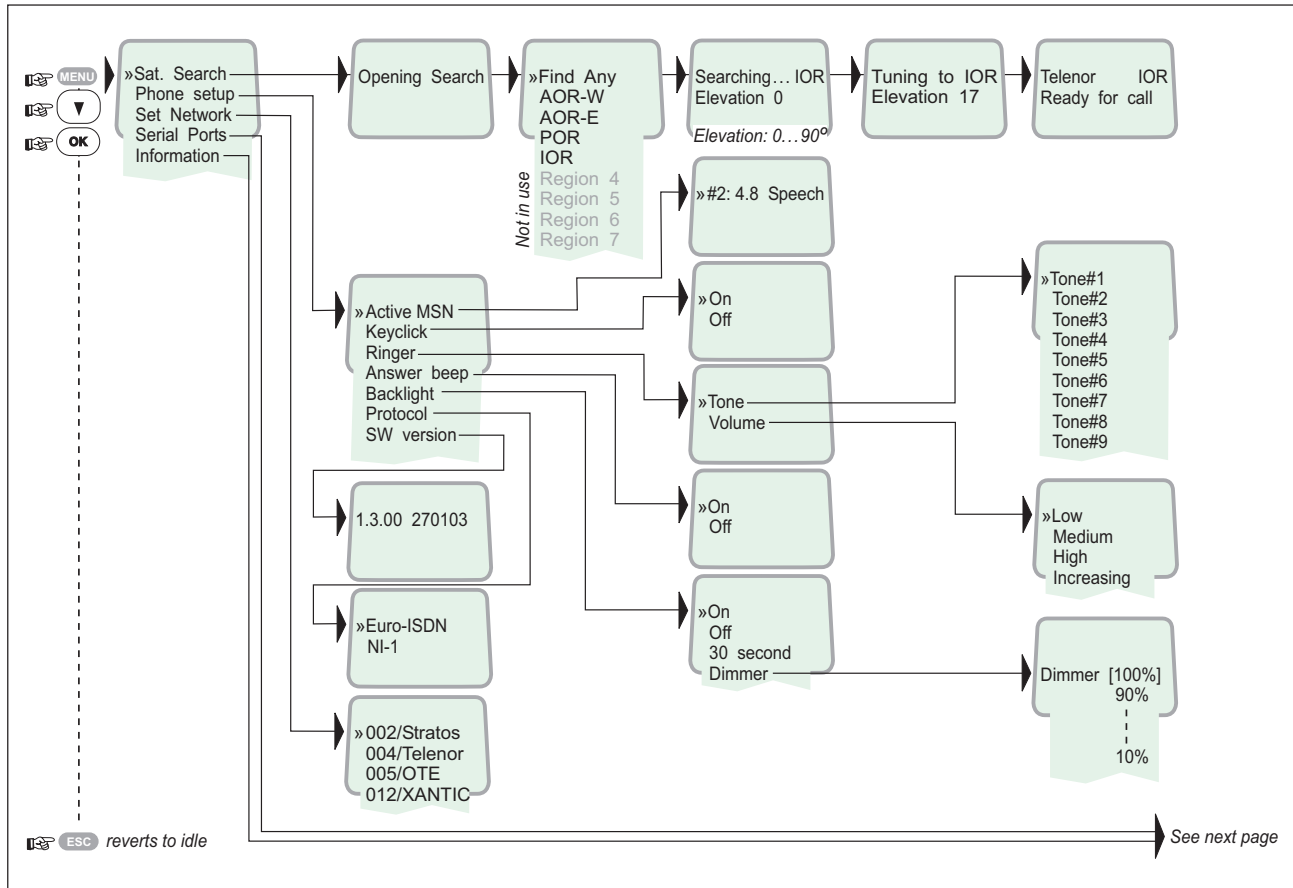 MENU
OK
»Sat. Search
Phone setup
Set Network
Serial Ports
Information
Opening Search
»Find Any
AOR-W
AOR-E
POR
IOR
Region 4
Region 5
Region 6
Region 7
Not in use
Searching... IOR
Elevation 0
Elevation: 0...90º
Tuning to IOR
Elevation 17
Telenor IOR
Ready for call
»Active MSN
Keyclick
Ringer
Answer beep
Backlight
Protocol
SW version
»#2: 4.8 Speech
»On
Off
»Tone
Volume
»Tone#1
Tone#2
Tone#3
Tone#4
Tone#5
Tone#6
Tone#7
Tone#8
Tone#9
»On
Off
»Low
Medium
High
Increasing
»On
Off
30 second
Dimmer
Dimmer [100%]
90%
10%
1.3.00 270103
»Euro-ISDN
NI-1
»002/Stratos
004/Telenor
005/OTE
012/XANTIC
ESC reverts to idle
See next page